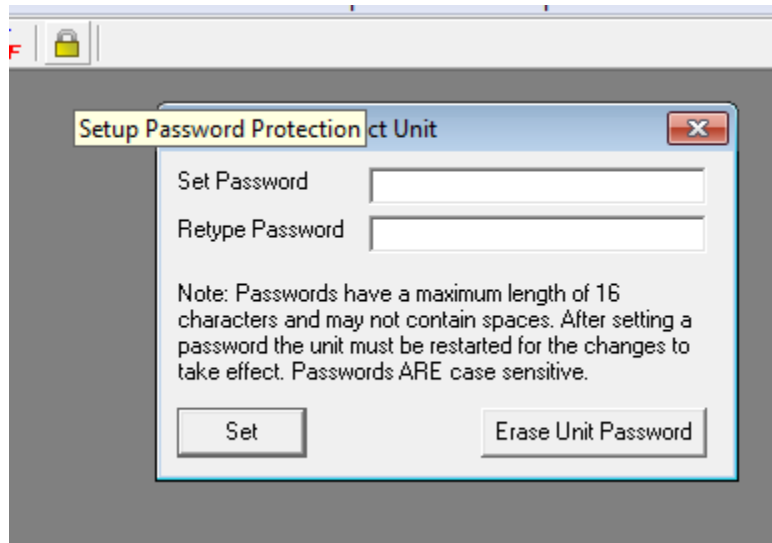 F
Setup Password Protection ct Unit
Set Password
Retype Password
Note: Passwords have a maximum length of 16
characters and may not contain spaces. After setting a
password the unit must be restarted for the changes to
take effect. Passwords ARE case sensitive.
Set
Erase Unit Password